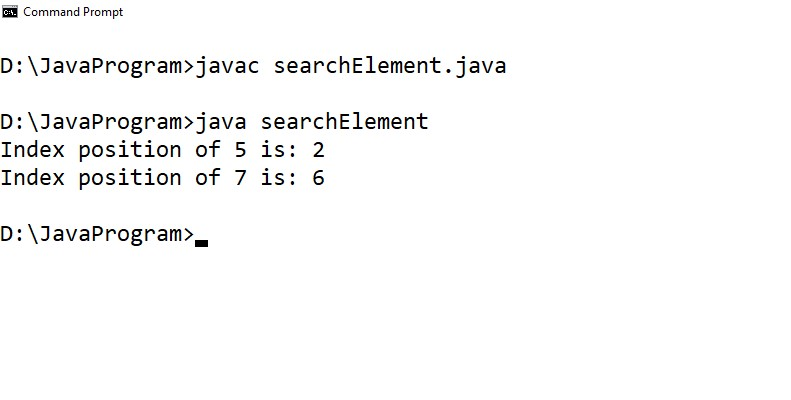 Command Prompt
D:\JavaProgram>javac searchElement.java
D:\JavaProgram>java searchElement
Index position of 5 is: 2
Index position of 7 is: 6
D:\JavaProgram>